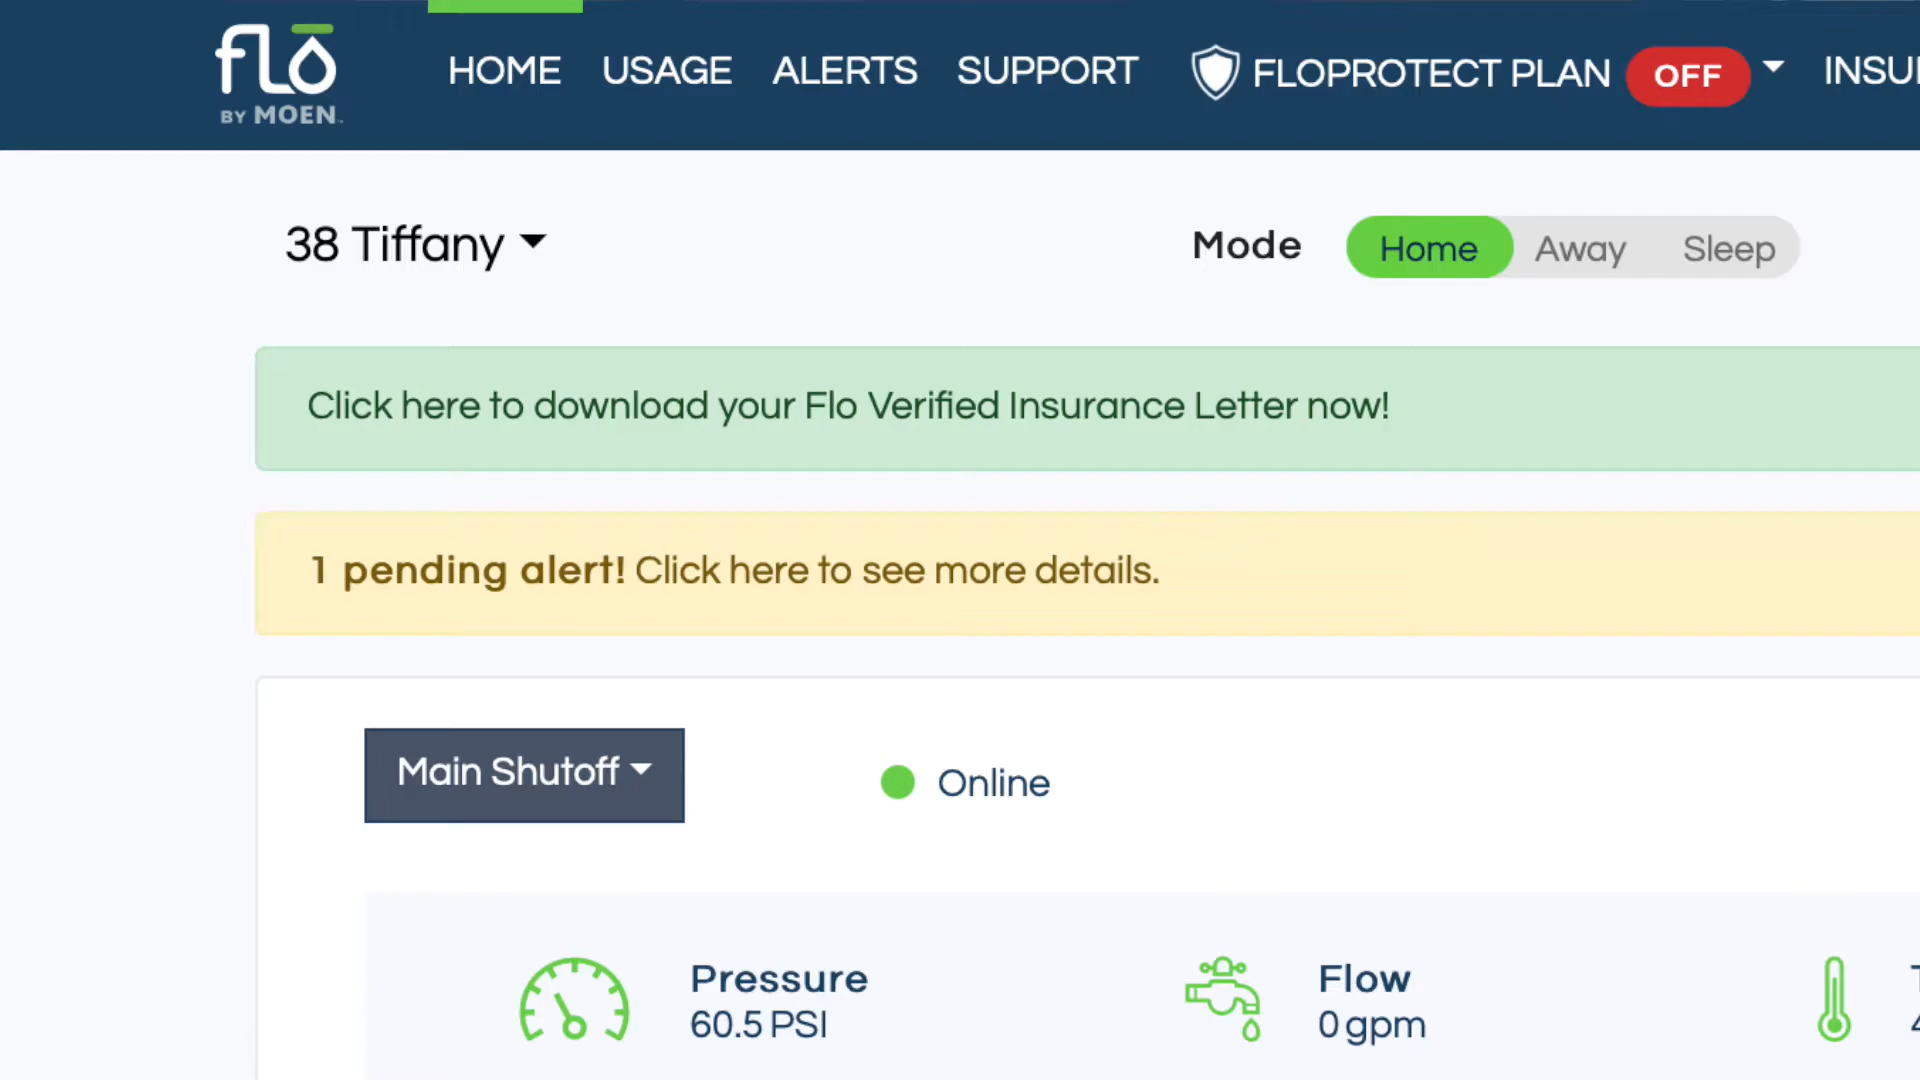 flō
BY MOEN
HOME USAGE ALERTS SUPPORT FLOPROTECT PLAN OFF
38 Tiffany
Mode Home Away Sleep
Click here to download your Flo Verified Insurance Letter now!
1 pending alert! Click here to see more details.
Main Shutoff
Online
Pressure
60.5 PSI
Flow
0 gpm